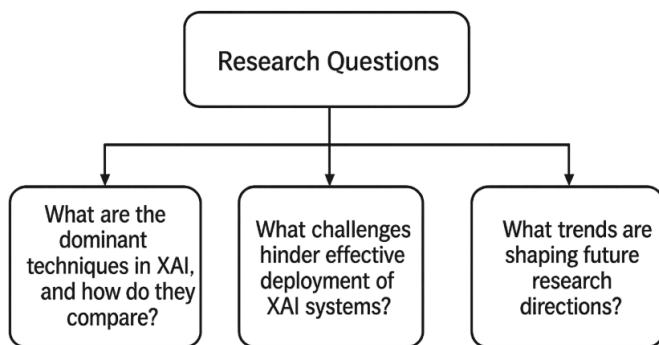 Research Questions
What are the
dominant
techniques in XAI,
and how do they
compare?
What challenges
hinder effective
deployment of
XAI systems?
What trends are
shaping future
research
directions?